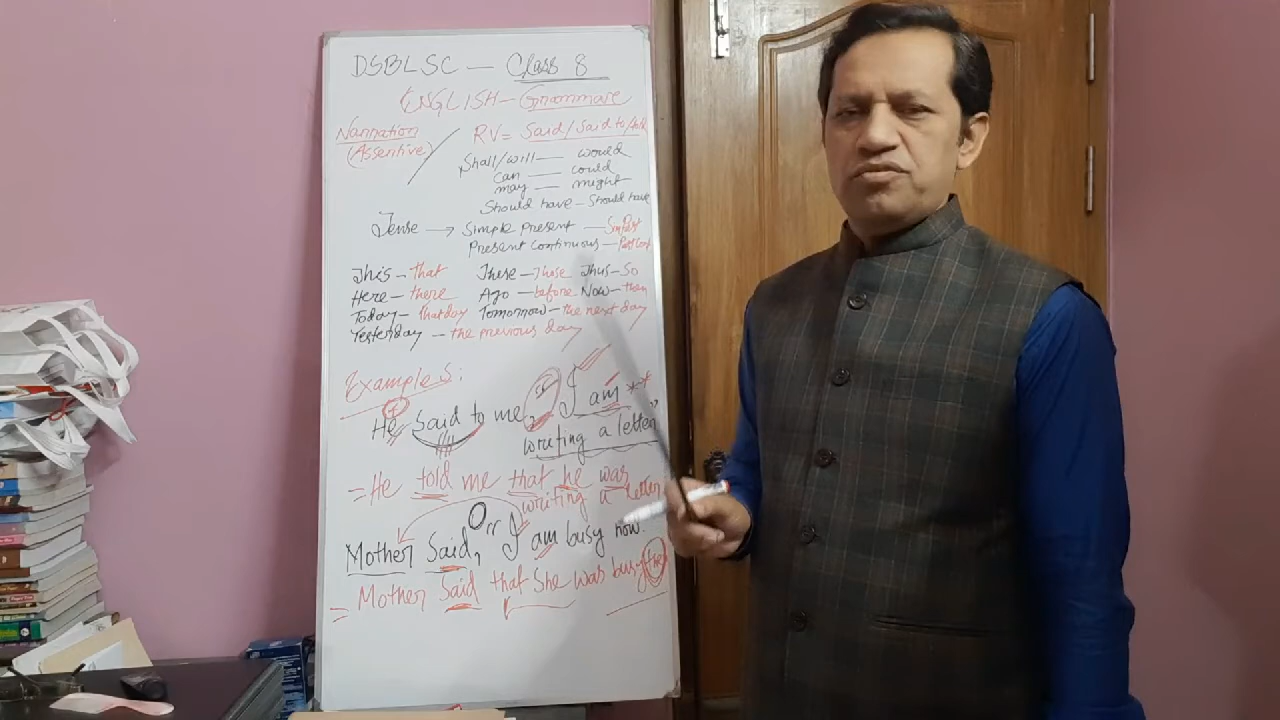 DSBLSC — Class 8
ENGLISH – Grammare
Narration
(Assertive)
RV = Said / Said to / Ask
Shall/will — would
can — could
may — might
Should have – Should have
Tense → Simple present — Sim Past
Present continuous — Past Cont
This – that These – Those Thus – So
Here – there Ago – before Now – then
Today – that day Tomorrow – the next day
Yesterday – the previous day
Examples:
He Said to me, "I am
writing a letter"
= He told me that he was
writing a letter
Mother Said, "I am busy now.
= Mother Said that She was busy then